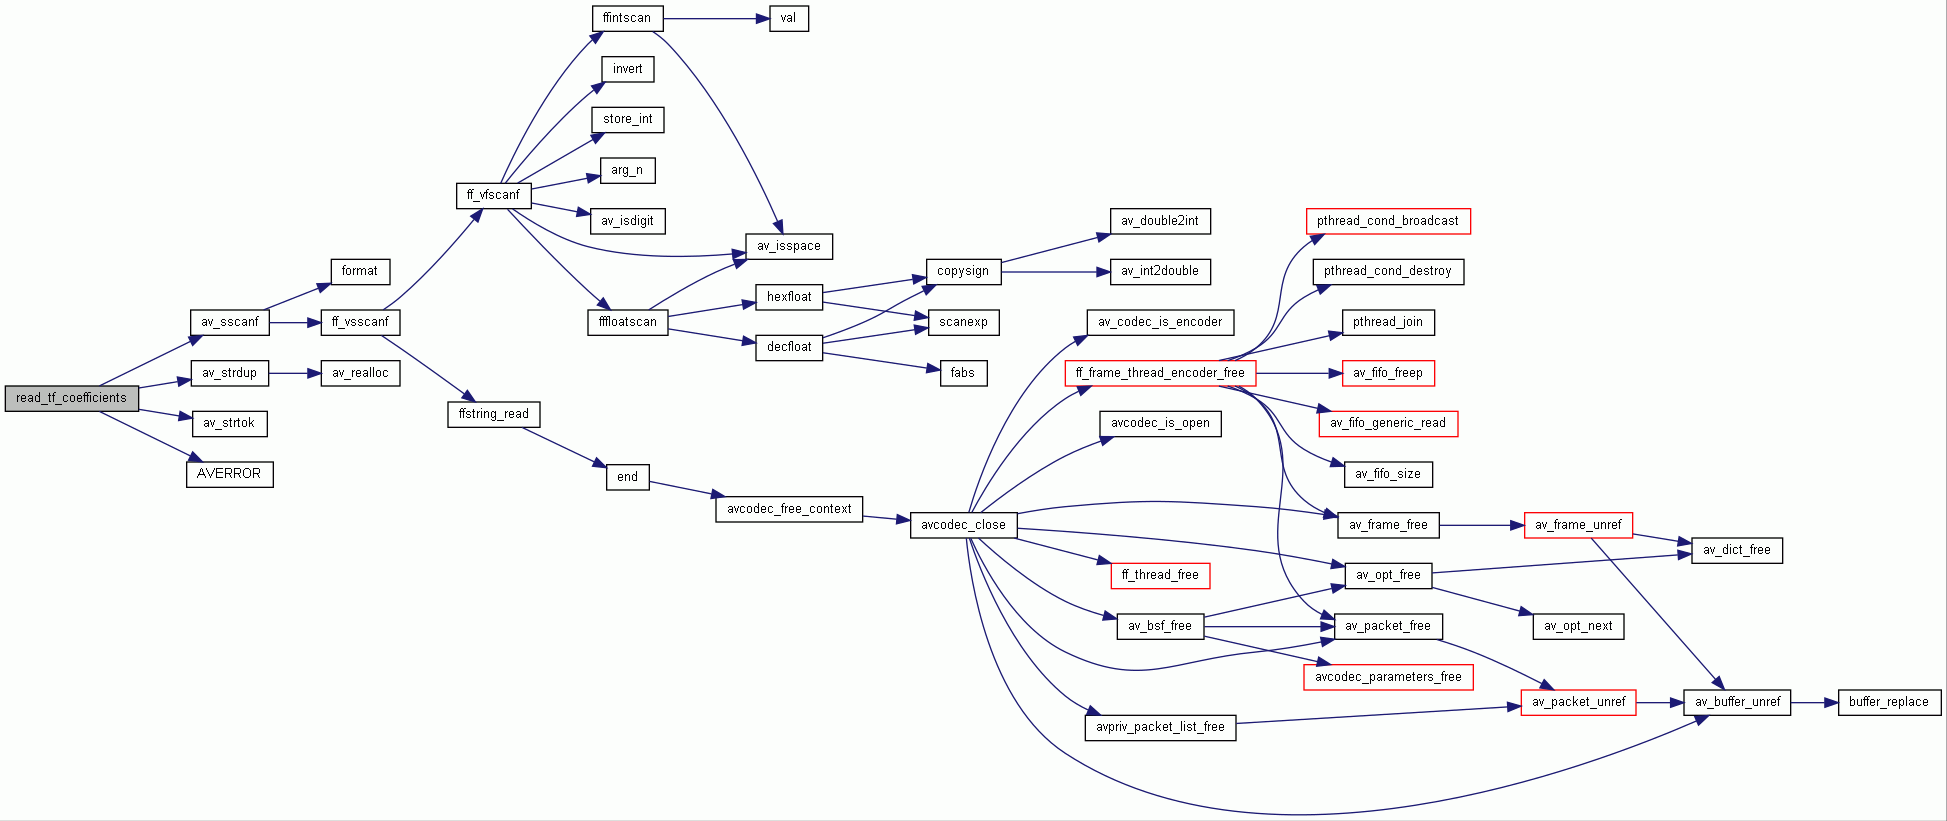 ffintscan
val
invert
store_int
arg_n
ff_vfscanf
av_isdigit
av_isspace
format
av_sscanf
ff_vsscanf
fffloatscan
hexfloat
decfloat
copysign
scanexp
fabs
av_double2int
av_int2double
av_strdup
av_realloc
read_tf_coefficients
av_strtok
AVERROR
ffstring_read
end
avcodec_free_context
avcodec_close
av_codec_is_encoder
ff_frame_thread_encoder_free
avcodec_is_open
ff_thread_free
av_bsf_free
avpriv_packet_list_free
pthread_cond_broadcast
pthread_cond_destroy
pthread_join
av_fifo_freep
av_fifo_generic_read
av_fifo_size
av_frame_free
av_opt_free
av_packet_free
avcodec_parameters_free
av_frame_unref
av_dict_free
av_opt_next
av_packet_unref
av_buffer_unref
buffer_replace